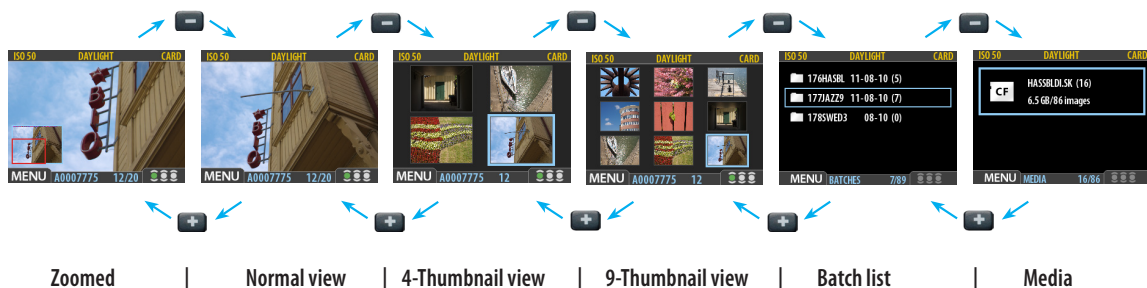 ISO 50 DAYLIGHT CARD
MENU A0007775 12/20
ISO 50 DAYLIGHT CARD
MENU A0007775 12/20
ISO 50 DAYLIGHT CARD
MENU A0007775 12
ISO 50 DAYLIGHT CARD
MENU A0007775 12
ISO 50 DAYLIGHT CARD
176HASBL 11-08-10 (5)
177JAZZ9 11-08-10 (7)
178SWED3 08-10 (0)
MENU BATCHES 7/89
ISO 50 DAYLIGHT CARD
CF
HASSBLDI.SK (16)
6.5 GB/86 images
MENU MEDIA 16/86
Zoomed | Normal view | 4-Thumbnail view | 9-Thumbnail view | Batch list | Media